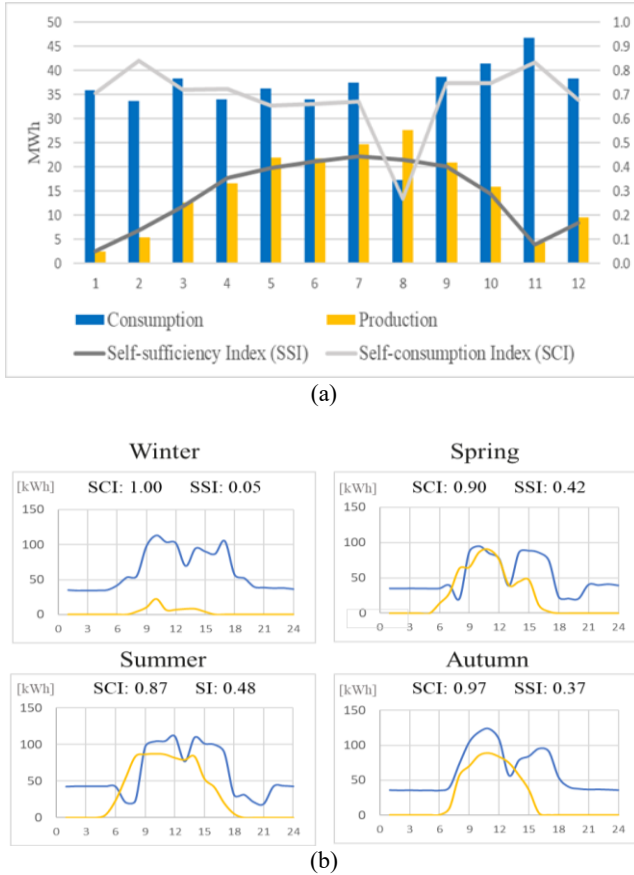 50 1.0
45 0.9
40 0.8
35 0.7
30 0.6
25 0.5
20 0.4
15 0.3
10 0.2
5 0.1
0 0.0
MWh
1 2 3 4 5 6 7 8 9 10 11 12
Consumption Production
Self-sufficiency Index (SSI) Self-consumption Index (SCI)
(a)
Winter
[kWh] SCI: 1.00 SSI: 0.05
150
100
50
0
0 3 6 9 12 15 18 21 24
Spring
[kWh] SCI: 0.90 SSI: 0.42
150
100
50
0
0 3 6 9 12 15 18 21 24
Summer
[kWh] SCI: 0.87 SI: 0.48
150
100
50
0
0 3 6 9 12 15 18 21 24
Autumn
[kWh] SCI: 0.97 SSI: 0.37
150
100
50
0
0 3 6 9 12 15 18 21 24
(b)